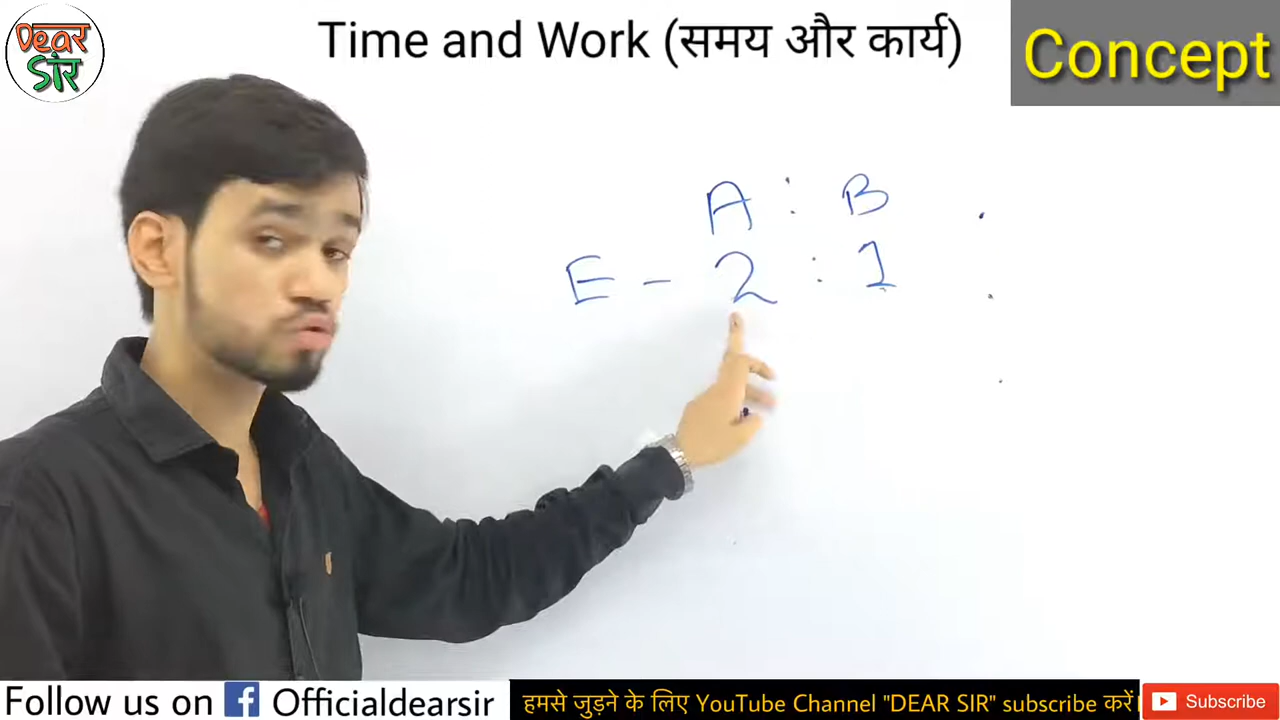 Dear
Sir
Time and Work (समय और कार्य)
Concept
A : B
E - 2 : 1
Follow us on f Officialdearsir
हमसे जुड़ने के लिए YouTube Channel "DEAR SIR" subscribe करें।
Subscribe